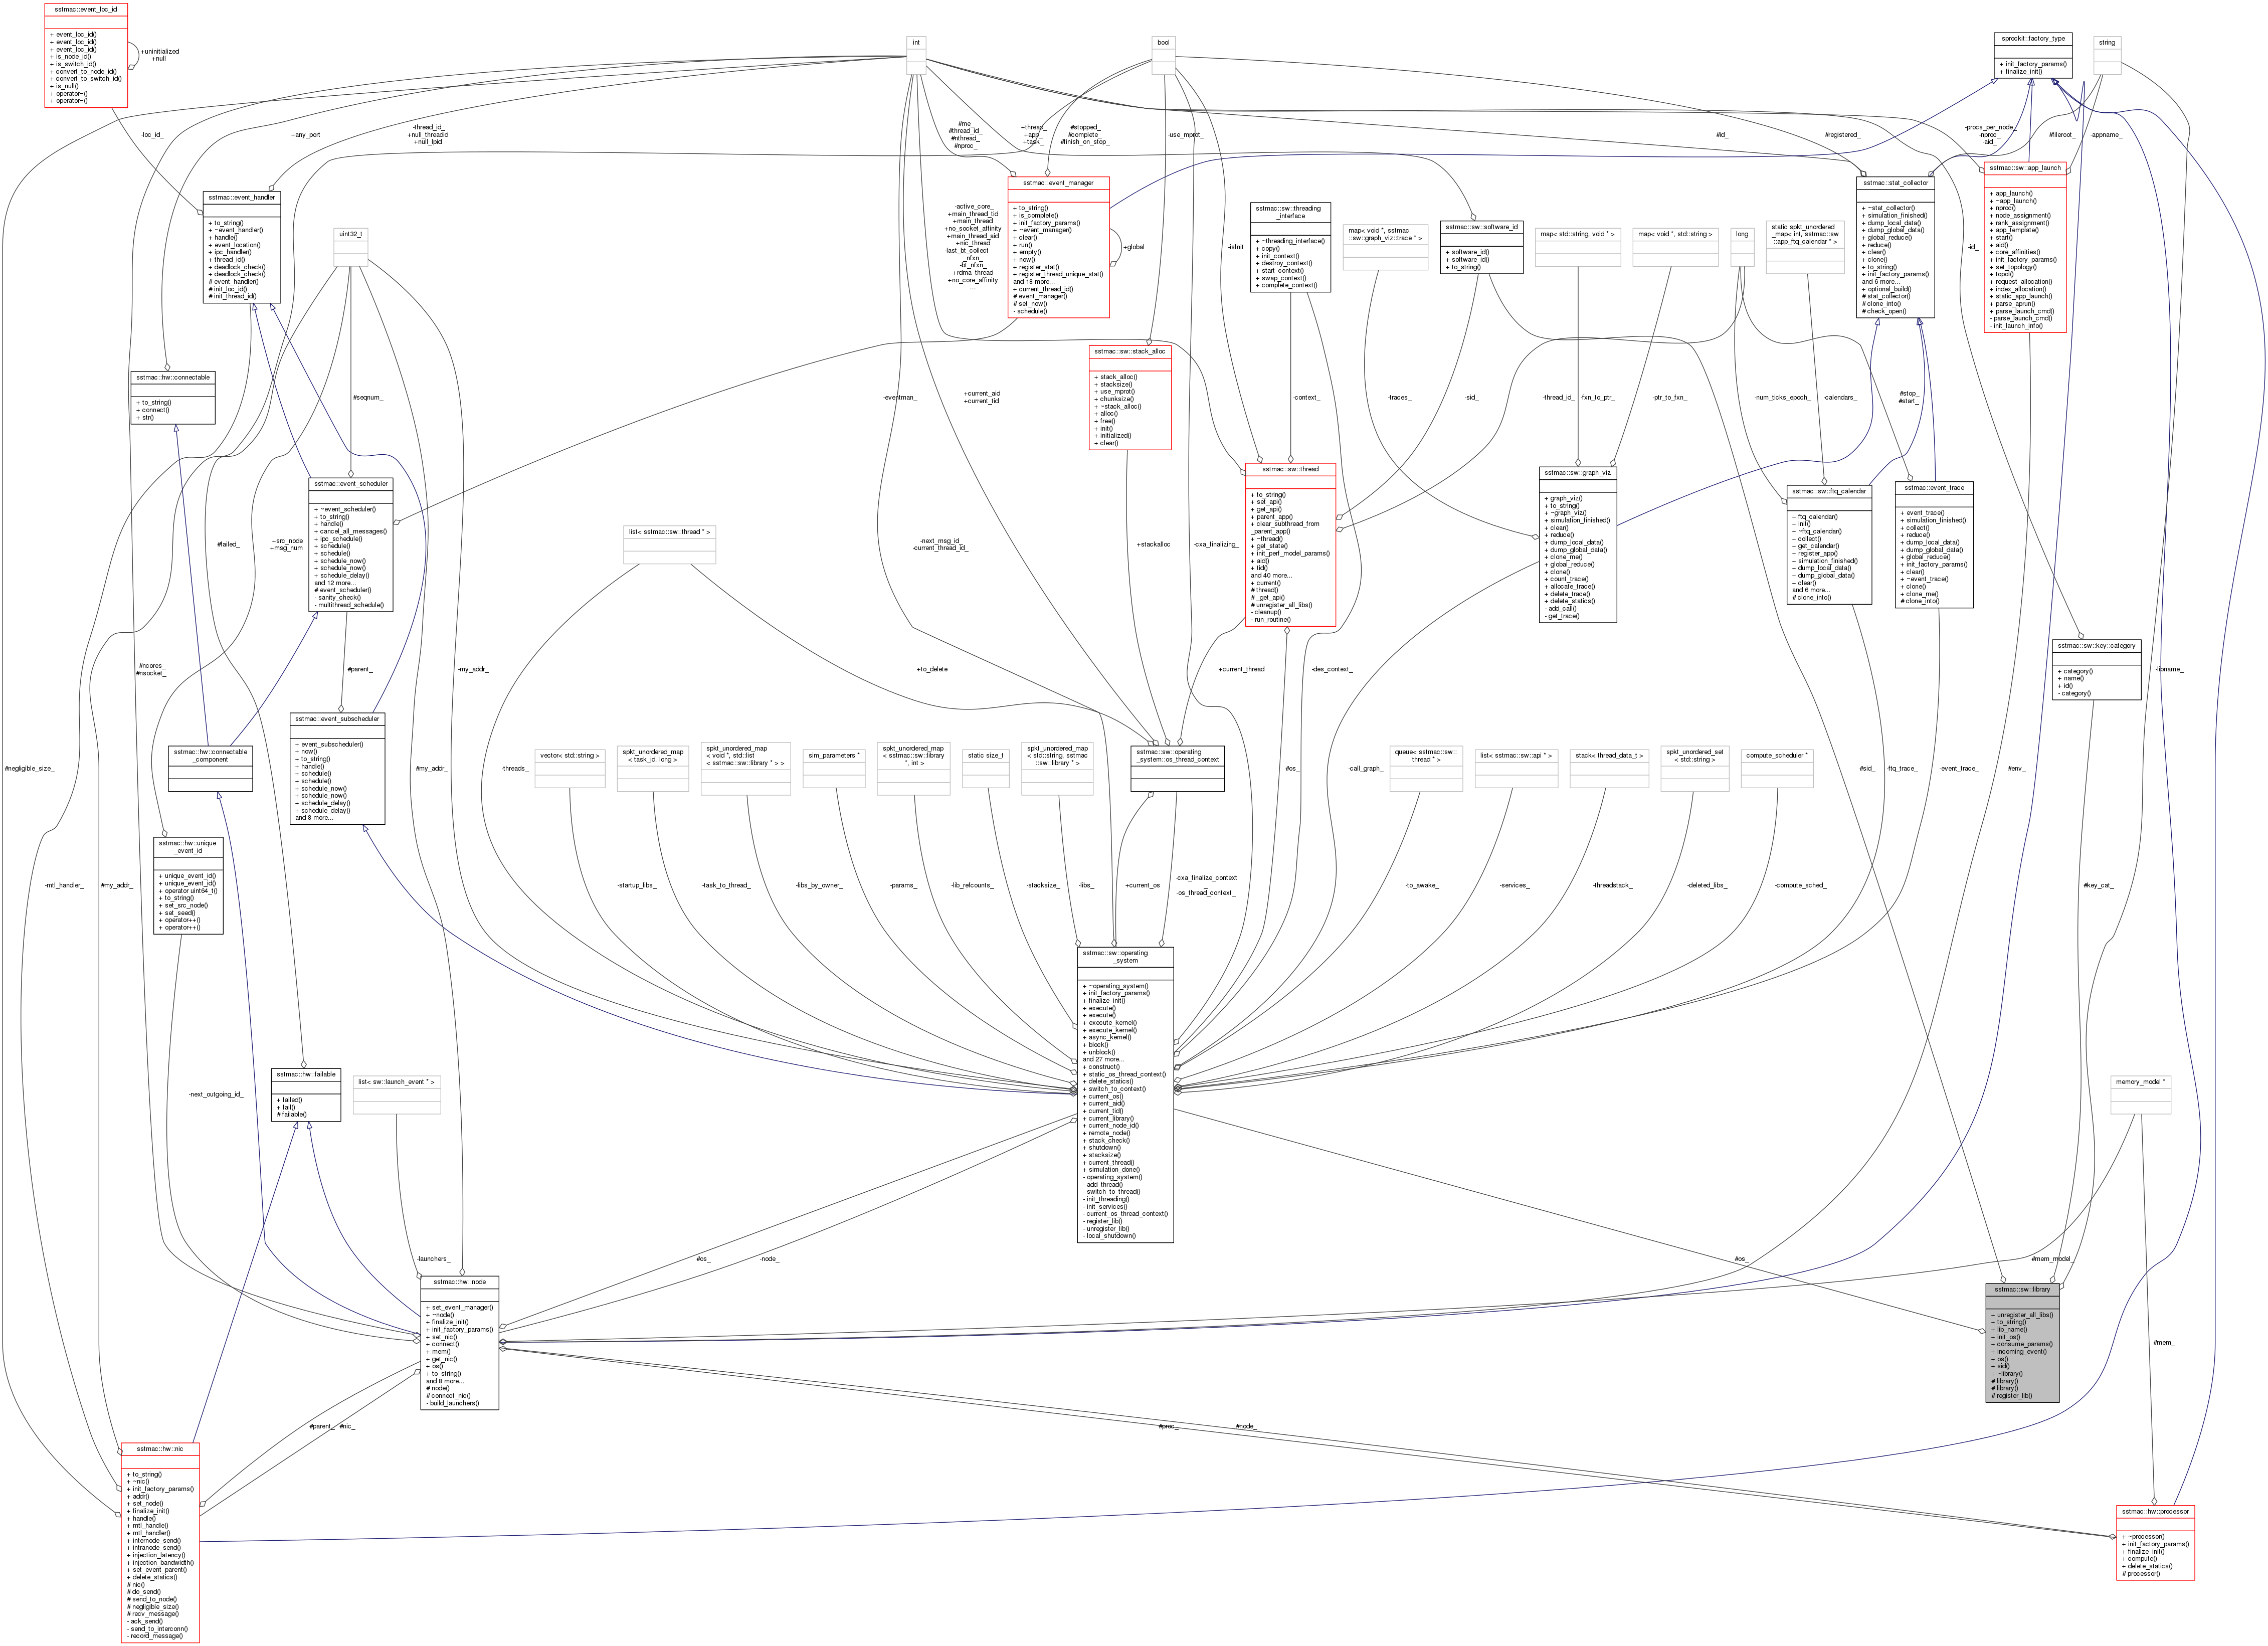 sstmac::event_loc_id
+ event_loc_id()
+ event_loc_id()
+ event_loc_id()
+ is_node_id()
+ is_switch_id()
+ convert_to_node_id()
+ convert_to_switch_id()
+ is_null()
+ operator=()
+ operator=()
+uninitialized
+null
int
bool
sprockit::factory_type
+ init_factory_params()
+ finalize_init()
string
-loc_id_
+any_port
-thread_id_
+null_threadid
+null_lpid
#me_
#thread_id_
#nthread_
#nproc_
+thread_
+app_
+task_
#stopped_
#complete_
#finish_on_stop_
-use_mprot_
#id_
#registered_
-procs_per_node_
-nproc_
-aid_
#fileroot_
-appname_
sstmac::event_handler
+ to_string()
+ ~event_handler()
+ handle()
+ event_location()
+ ipc_handler()
+ thread_id()
+ deadlock_check()
+ deadlock_check()
# event_handler()
# init_loc_id()
# init_thread_id()
uint32_t
-active_core_
+main_thread_tid
+main_thread
+no_socket_affinity
+main_thread_aid
+nic_thread
-last_bt_collect
_nfxn_
-bt_nfxn_
+rdma_thread
+no_core_affinity
...
sstmac::event_manager
+ to_string()
+ is_complete()
+ init_factory_params()
+ ~event_manager()
+ clear()
+ run()
+ empty()
+ now()
+ register_stat()
+ register_thread_unique_stat()
and 18 more...
+ current_thread_id()
# event_manager()
# set_now()
- schedule()
+global
-isInit
sstmac::sw::threading
_interface
+ ~threading_interface()
+ copy()
+ init_context()
+ destroy_context()
+ start_context()
+ swap_context()
+ complete_context()
map< void *, sstmac
::sw::graph_viz::trace * >
sstmac::sw::software_id
+ software_id()
+ software_id()
+ to_string()
map< std::string, void * >
map< void *, std::string >
long
static spkt_unordered
_map< int, sstmac::sw
::app_ftq_calendar * >
sstmac::stat_collector
+ ~stat_collector()
+ simulation_finished()
+ dump_local_data()
+ dump_global_data()
+ global_reduce()
+ reduce()
+ clear()
+ clone()
+ to_string()
+ init_factory_params()
and 6 more...
+ optional_build()
# stat_collector()
# clone_into()
# check_open()
-id_
sstmac::sw::app_launch
+ app_launch()
+ ~app_launch()
+ nproc()
+ node_assignment()
+ rank_assignment()
+ app_template()
+ start()
+ aid()
+ core_affinities()
+ init_factory_params()
+ set_topology()
+ topol()
+ request_allocation()
+ index_allocation()
+ static_app_launch()
+ parse_aprun()
+ parse_launch_cmd()
- parse_launch_cmd()
- init_launch_info()
sstmac::hw::connectable
+ to_string()
+ connect()
+ str()
#seqnum_
-eventman_
+current_aid
+current_tid
sstmac::sw::stack_alloc
+ stack_alloc()
+ stacksize()
+ use_mprot()
+ chunksize()
+ ~stack_alloc()
+ alloc()
+ free()
+ init()
+ initialized()
+ clear()
-context_
-traces_
-sid_
-thread_id_
-fxn_to_ptr_
-ptr_to_fxn_
-num_ticks_epoch_
-calendars_
#stop_
#start_
sstmac::event_scheduler
+ ~event_scheduler()
+ to_string()
+ handle()
+ cancel_all_messages()
+ ipc_schedule()
+ schedule()
+ schedule()
+ schedule_now()
+ schedule_now()
+ schedule_delay()
and 12 more...
# event_scheduler()
- sanity_check()
- multithread_schedule()
#failed_
+src_node
+msg_num
list< sstmac::sw::thread * >
-next_msg_id_
-current_thread_id_
+stackalloc
-cxa_finalizing_
sstmac::sw::thread
+ to_string()
+ set_api()
+ get_api()
+ parent_app()
+ clear_subthread_from
_parent_app()
+ ~thread()
+ get_state()
+ init_perf_model_params()
+ aid()
+ tid()
and 40 more...
+ current()
# thread()
# _get_api()
# unregister_all_libs()
- cleanup()
- run_routine()
sstmac::sw::graph_viz
+ graph_viz()
+ to_string()
+ ~graph_viz()
+ simulation_finished()
+ clear()
+ reduce()
+ dump_local_data()
+ dump_global_data()
+ clone_me()
+ global_reduce()
+ clone()
+ count_trace()
+ allocate_trace()
+ delete_trace()
+ delete_statics()
- add_call()
- get_trace()
sstmac::sw::ftq_calendar
+ ftq_calendar()
+ init()
+ ~ftq_calendar()
+ collect()
+ get_calendar()
+ register_app()
+ simulation_finished()
+ dump_local_data()
+ dump_global_data()
+ clear()
and 6 more...
# clone_into()
sstmac::event_trace
+ event_trace()
+ simulation_finished()
+ collect()
+ reduce()
+ dump_local_data()
+ dump_global_data()
+ global_reduce()
+ init_factory_params()
+ clear()
+ ~event_trace()
+ clone()
+ clone_me()
# clone_into()
#ncores_
#nsocket_
#parent_
-my_addr_
+to_delete
+current_thread
-des_context_
sstmac::sw::key::category
+ category()
+ name()
+ id()
- category()
-libname_
#negligible_size_
sstmac::hw::connectable
_component
sstmac::event_subscheduler
+ event_subscheduler()
+ now()
+ to_string()
+ handle()
+ schedule()
+ schedule()
+ schedule_now()
+ schedule_now()
+ schedule_delay()
+ schedule_delay()
and 8 more...
#my_addr_
-threads_
vector< std::string >
spkt_unordered_map
< task_id, long >
spkt_unordered_map
< void *, std::list
< sstmac::sw::library * > >
sim_parameters *
spkt_unordered_map
< sstmac::sw::library
*, int >
static size_t
spkt_unordered_map
< std::string, sstmac
::sw::library * >
sstmac::sw::operating
_system::os_thread_context
#os_
-call_graph_
queue< sstmac::sw::
thread * >
list< sstmac::sw::api * >
stack< thread_data_t >
spkt_unordered_set
< std::string >
compute_scheduler *
#sid_
-ftq_trace_
-event_trace_
#env_
sstmac::hw::unique
_event_id
+ unique_event_id()
+ unique_event_id()
+ operator uint64_t()
+ to_string()
+ set_src_node()
+ set_seed()
+ operator++()
+ operator++()
-mtl_handler_
#my_addr_
-startup_libs_
-task_to_thread_
-libs_by_owner_
-params_
-lib_refcounts_
-stacksize_
-libs_
+current_os
-cxa_finalize_context
_
-os_thread_context_
-to_awake_
-services_
-threadstack_
-deleted_libs_
-compute_sched_
#key_cat_
sstmac::sw::operating
_system
+ ~operating_system()
+ init_factory_params()
+ finalize_init()
+ execute()
+ execute()
+ execute_kernel()
+ execute_kernel()
+ async_kernel()
+ block()
+ unblock()
and 27 more...
+ construct()
+ static_os_thread_context()
+ delete_statics()
+ switch_to_context()
+ current_os()
+ current_aid()
+ current_tid()
+ current_library()
+ current_node_id()
+ remote_node()
+ stack_check()
+ shutdown()
+ stacksize()
+ current_thread()
+ simulation_done()
- operating_system()
- add_thread()
- switch_to_thread()
- init_threading()
- init_services()
- current_os_thread_context()
- register_lib()
- unregister_lib()
- local_shutdown()
-next_outgoing_id_
sstmac::hw::failable
+ failed()
+ fail()
# failable()
list< sw::launch_event * >
memory_model *
-launchers_
#os_
-node_
#os_
#mem_model_
sstmac::hw::node
+ set_event_manager()
+ ~node()
+ finalize_init()
+ init_factory_params()
+ set_nic()
+ connect()
+ mem()
+ get_nic()
+ os()
+ to_string()
and 8 more...
# node()
# connect_nic()
- build_launchers()
sstmac::sw::library
+ unregister_all_libs()
+ to_string()
+ lib_name()
+ init_os()
+ consume_params()
+ incoming_event()
+ os()
+ sid()
+ ~library()
# library()
# library()
# register_lib()
#mem_
#parent_
#nic_
#proc_
#node_
sstmac::hw::nic
+ to_string()
+ ~nic()
+ init_factory_params()
+ addr()
+ set_node()
+ finalize_init()
+ handle()
+ mtl_handle()
+ mtl_handler()
+ internode_send()
+ intranode_send()
+ injection_latency()
+ injection_bandwidth()
+ set_event_parent()
+ delete_statics()
# nic()
# do_send()
# send_to_node()
# negligible_size()
# recv_message()
- ack_send()
- send_to_interconn()
- record_message()
sstmac::hw::processor
+ ~processor()
+ init_factory_params()
+ finalize_init()
+ compute()
+ delete_statics()
# processor()